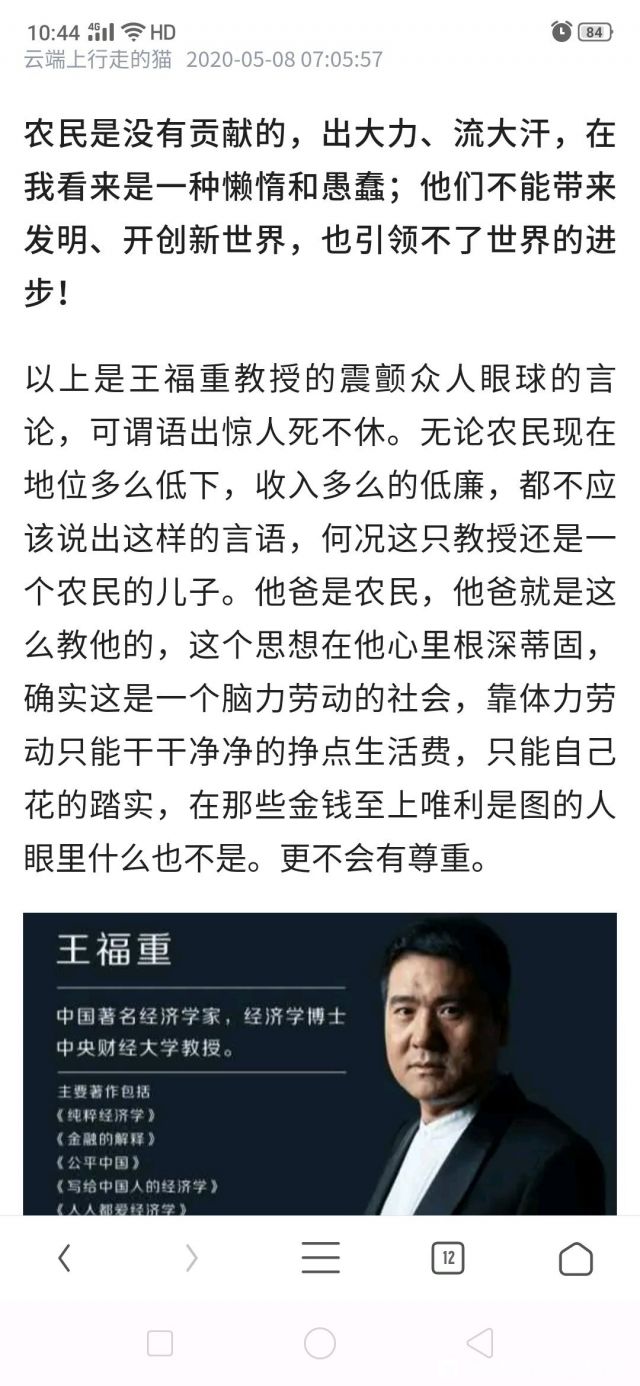 10:44 4G HD 84
云端上行走的猫 2020-05-08 07:05:57
农民是没有贡献的，出大力、流大汗，在
我看来是一种懒惰和愚蠢；他们不能带来
发明、开创新世界，也引领不了世界的进
步！
以上是王福重教授的震颤众人眼球的言
论，可谓语出惊人死不休。无论农民现在
地位多么低下，收入多么的低廉，都不应
该说出这样的言语，何况这只教授还是一
个农民的儿子。他爸是农民，他爸就是这
么教他的，这个思想在他心里根深蒂固，
确实这是一个脑力劳动的社会，靠体力劳
动只能干干净净的挣点生活费，只能自己
花的踏实，在那些金钱至上唯利是图的人
眼里什么也不是。更不会有尊重。
王福重
中国著名经济学家，经济学博士
中央财经大学教授。
主要著作包括
《纯粹经济学》
《金融的解释》
《公平中国》
《写给中国人的经济学》
《人人都爱经济学》
12